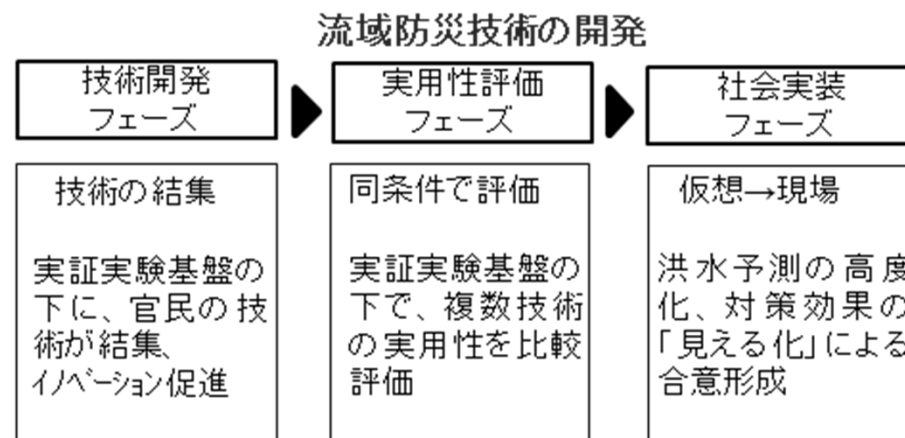 流域防災技術の開発
技術開発
フェーズ
実用性評価
フェーズ
社会実装
フェーズ
技術の結集
実証実験基盤の
下に、官民の技
術が結集、
イノベーション促進
同条件で評価
実証実験基盤の
下で、複数技術
の実用性を比較
評価
仮想→現場
洪水予測の高度
化、対策効果の
「見える化」による
合意形成